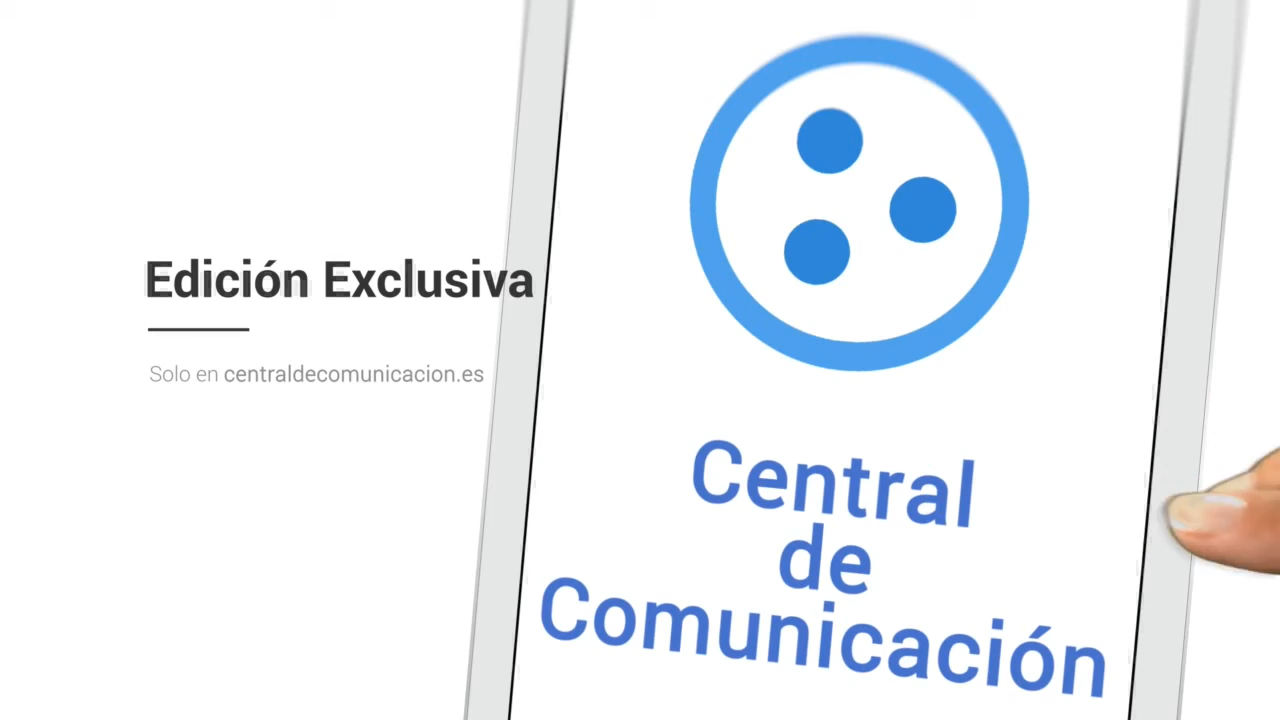 Edición Exclusiva
Solo en centraldecomunicacion.es
Central
de
Comunicación